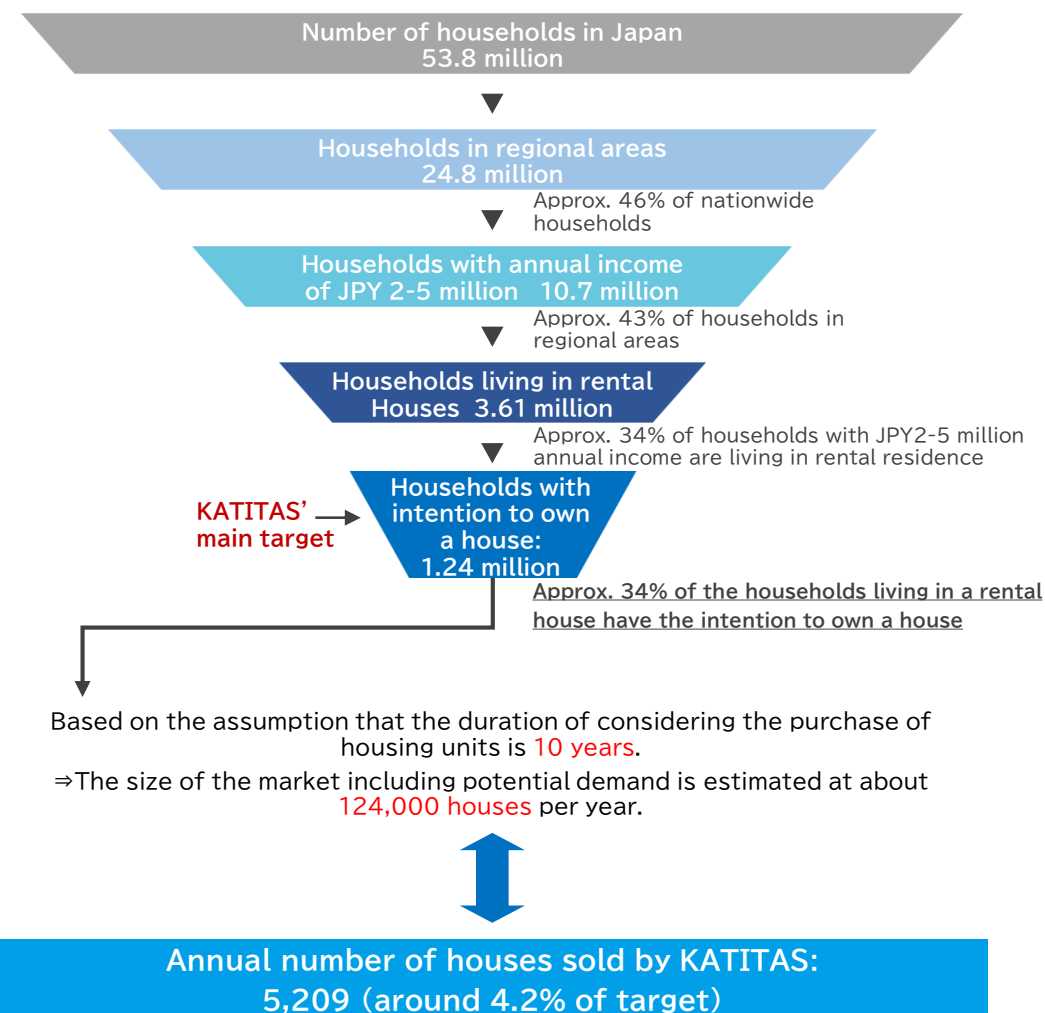 Number of households in Japan
53.8 million
Households in regional areas
24.8 million
Approx. 46% of nationwide
households
Households with annual income
of JPY 2-5 million 10.7 million
Approx. 43% of households in
regional areas
Households living in rental
Houses 3.61 million
Approx. 34% of households with JPY2-5 million
annual income are living in rental residence
KATITAS’
main target
Households with
intention to own
a house:
1.24 million
Approx. 34% of the households living in a rental
house have the intention to own a house
Based on the assumption that the duration of considering the purchase of
housing units is 10 years.
⇒The size of the market including potential demand is estimated at about
124,000 houses per year.
Annual number of houses sold by KATITAS:
5,209 (around 4.2% of target)